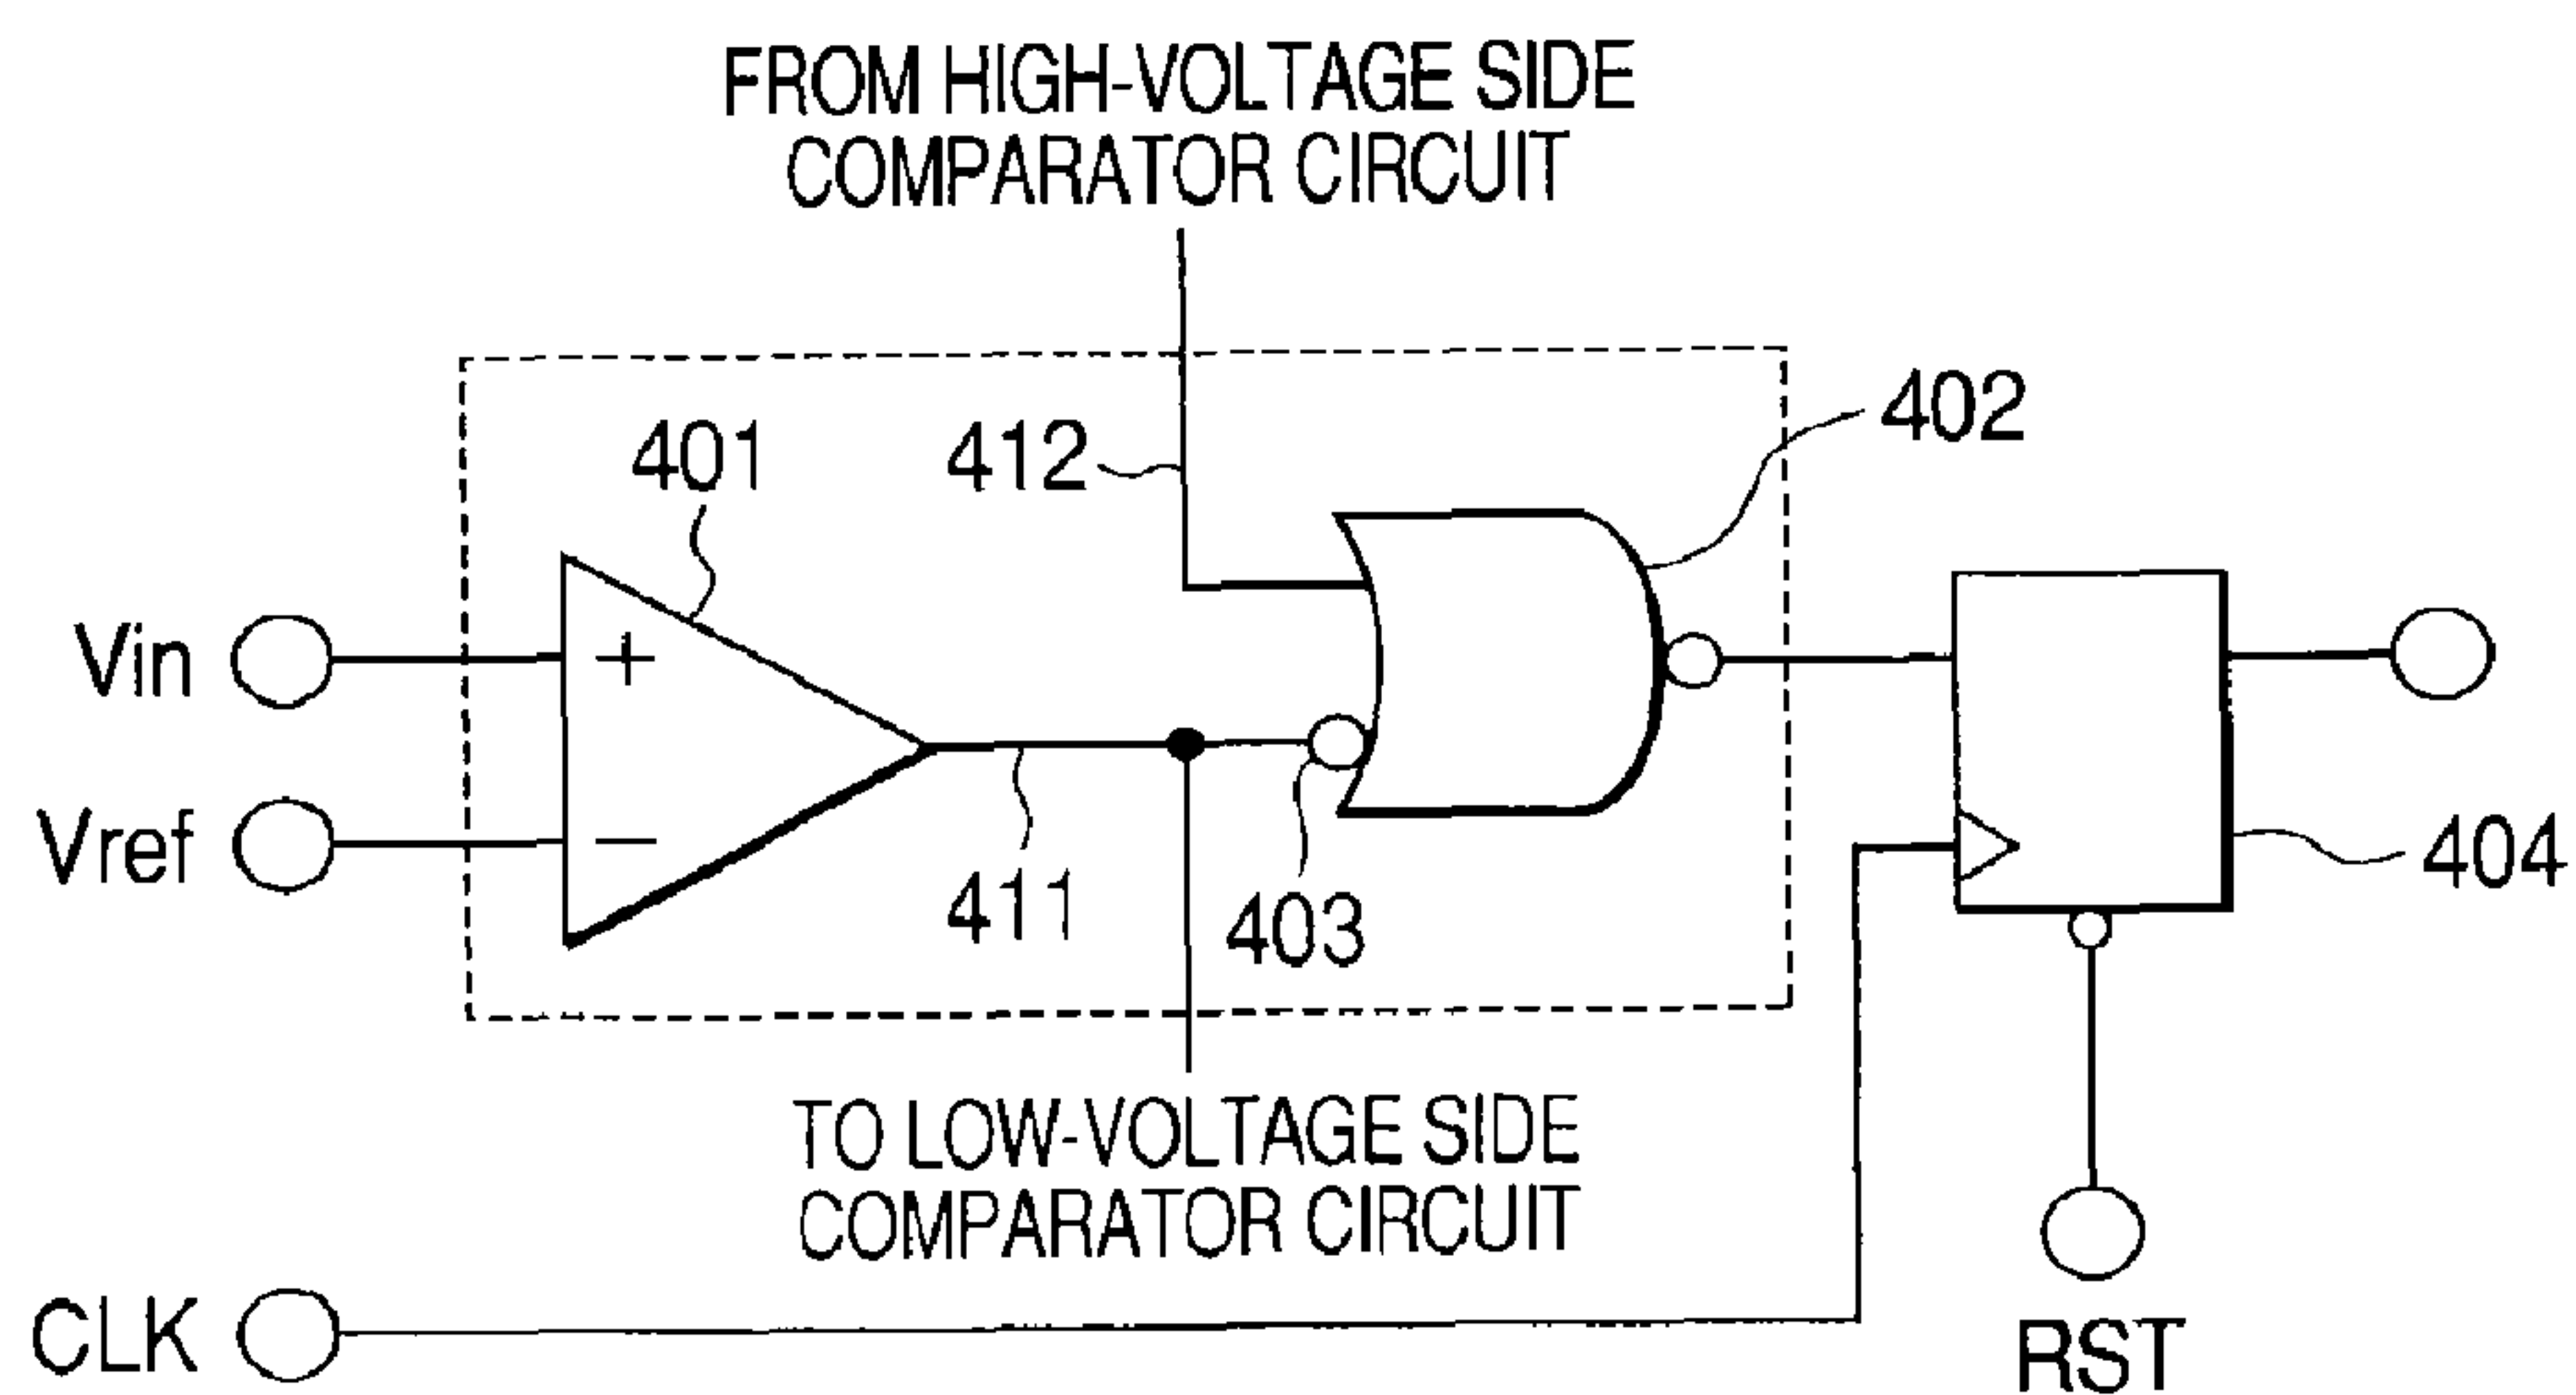 FROM HIGH-VOLTAGE SIDE
COMPARATOR CIRCUIT
402
401
412
+
Vin
Vref
−
404
411
403
TO LOW-VOLTAGE SIDE
COMPARATOR CIRCUIT
CLK
RST